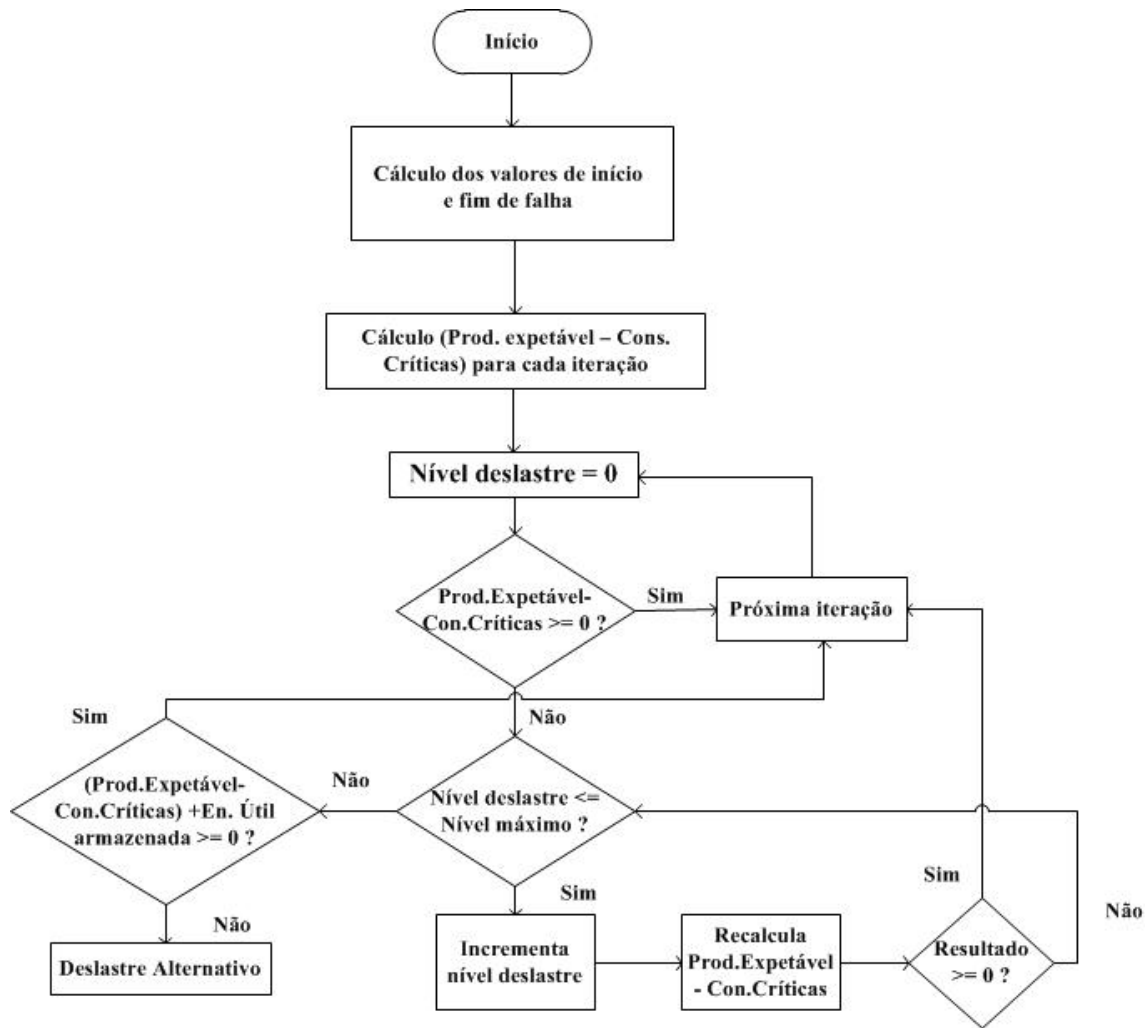 Início
Cálculo dos valores de início
e fim de falha
Cálculo (Prod. expetável – Cons.
Críticas) para cada iteração
Nível deslastre = 0
Prod.Expetável-
Con.Críticas >= 0 ?
Sim
Próxima iteração
Não
Sim
(Prod.Expetável-
Con.Críticas) +En. Útil
armazenada >= 0 ?
Não
Nível deslastre <=
Nível máximo ?
Sim
Não
Deslastre Alternativo
Incrementa
nível deslastre
Recalcula
Prod.Expetável
- Con.Críticas
Sim
Resultado
>= 0 ?
Não